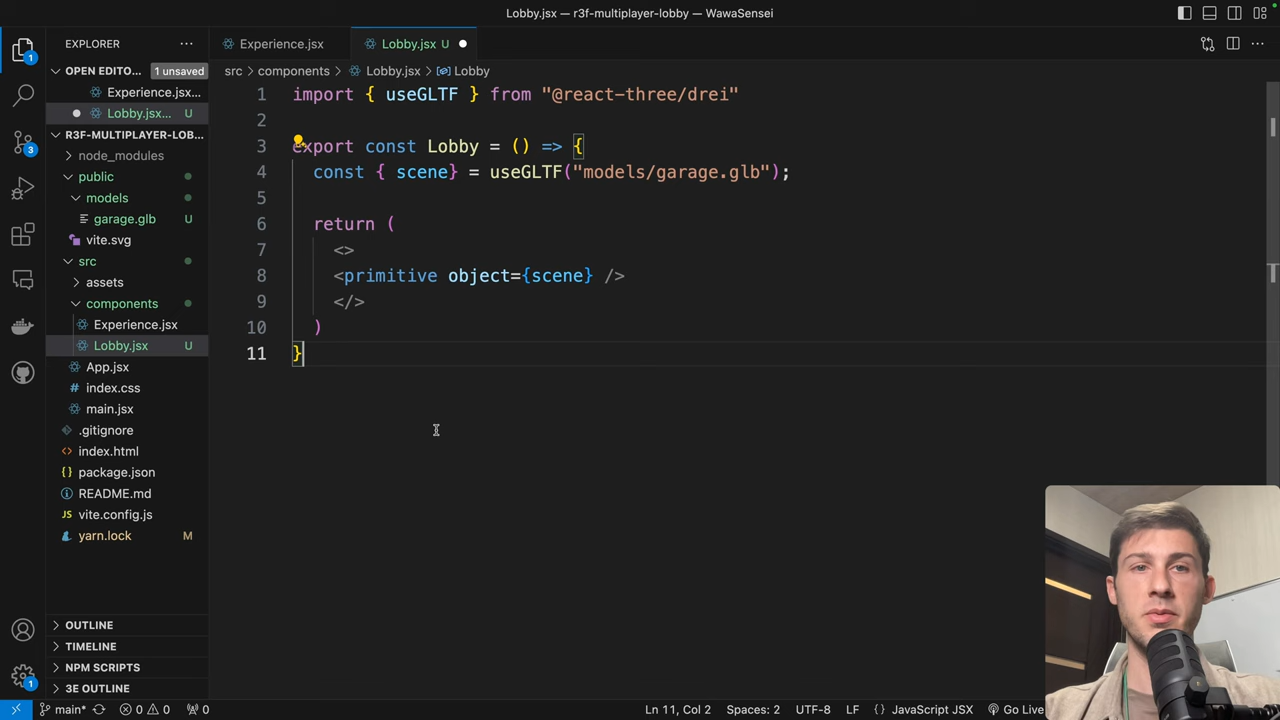 Lobby.jsx — r3f-multiplayer-lobby — WawaSensei
EXPLORER
Experience.jsx
Lobby.jsx U
OPEN EDITO... 1 unsaved
src > components > Lobby.jsx > Lobby
Experience.jsx...
Lobby.jsx... U
R3F-MULTIPLAYER-LOB...
node_modules
public
models
garage.glb U
vite.svg
src
assets
components
Experience.jsx
Lobby.jsx U
App.jsx
index.css
main.jsx
.gitignore
index.html
package.json
README.md
vite.config.js
yarn.lock M
OUTLINE
TIMELINE
NPM SCRIPTS
3E OUTLINE
1 import { useGLTF } from "@react-three/drei"
2
3 export const Lobby = () => {
4 const { scene} = useGLTF("models/garage.glb");
5
6 return (
7 <>
8 <primitive object={scene} />
9 </>
10 )
11 }
1
3
1
main* 0 0 0 Ln 11, Col 2 Spaces: 2 UTF-8 LF {} JavaScript JSX Go Live